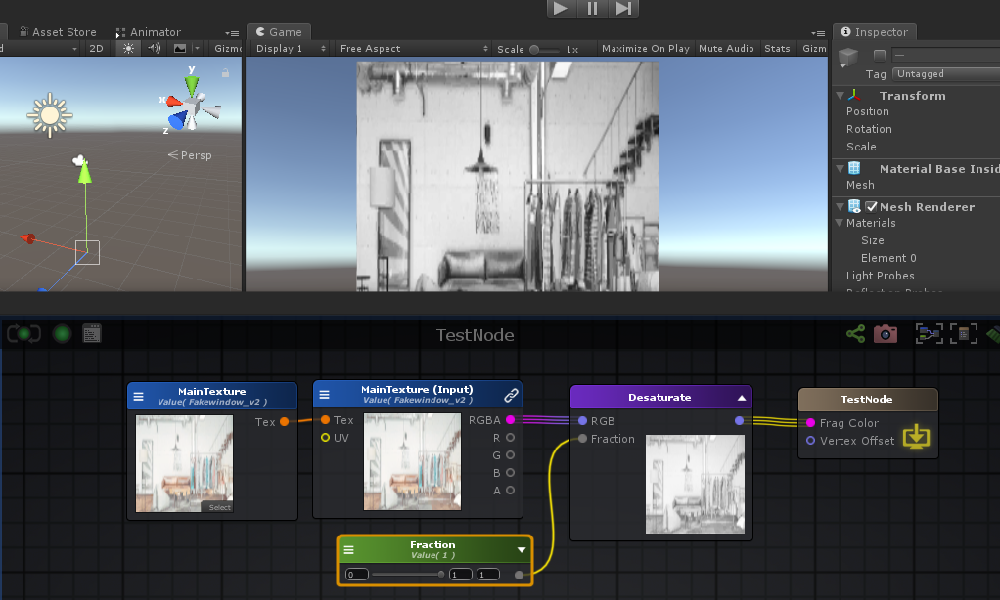 Asset Store
Animator
Game
Inspector
2D
Gizmo
Display 1
Free Aspect
Scale
1x
Maximize On Play
Mute Audio
Stats
Gizm
Tag
Untagged
y
x
z
Persp
PARIS
Transform
Position
Rotation
Scale
Material Base Insid
Mesh
Mesh Renderer
Materials
Size
Element 0
Light Probes
TestNode
MainTexture
Value( Fakewindow_v2 )
Tex
Select
MainTexture (Input)
Value( Fakewindow_v2 )
Tex
UV
RGBA
R
G
B
A
Desaturate
RGB
Fraction
TestNode
Frag Color
Vertex Offset
Fraction
Value( 1 )
0
1
1